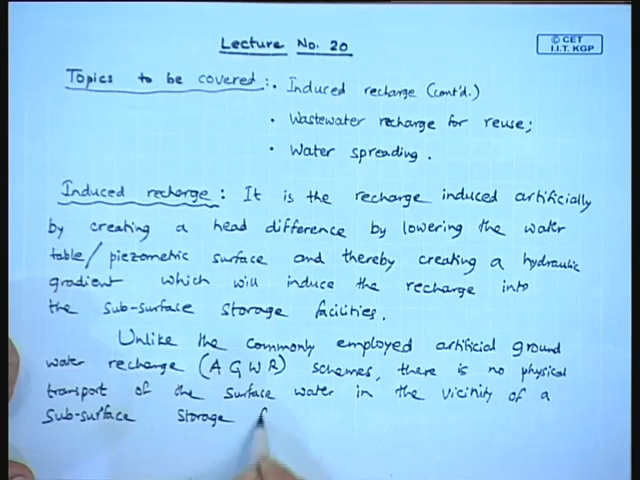 Lecture No. 20
© CET
I.I.T. KGP
Topics to be covered: • Induced recharge (cont'd.)
• Wastewater recharge for reuse;
• Water spreading.
Induced recharge: It is the recharge induced artificially
by creating a head difference by lowering the water
table/piezometric surface and thereby creating a hydraulic
gradient which will induce the recharge into
the sub-surface storage facilities.
Unlike the commonly employed artificial ground
water recharge (AGWR) schemes, there is no physical
transport of the surface water in the vicinity of a
sub-surface storage